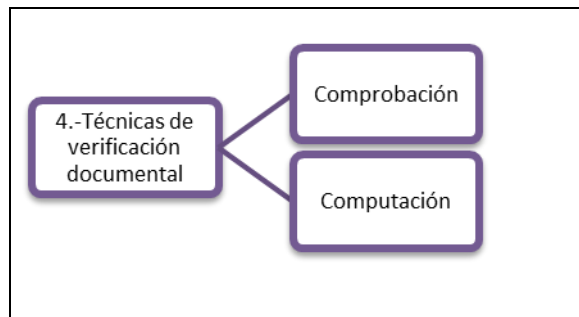 4.-Técnicas de
verificación
documental
Comprobación
Computación